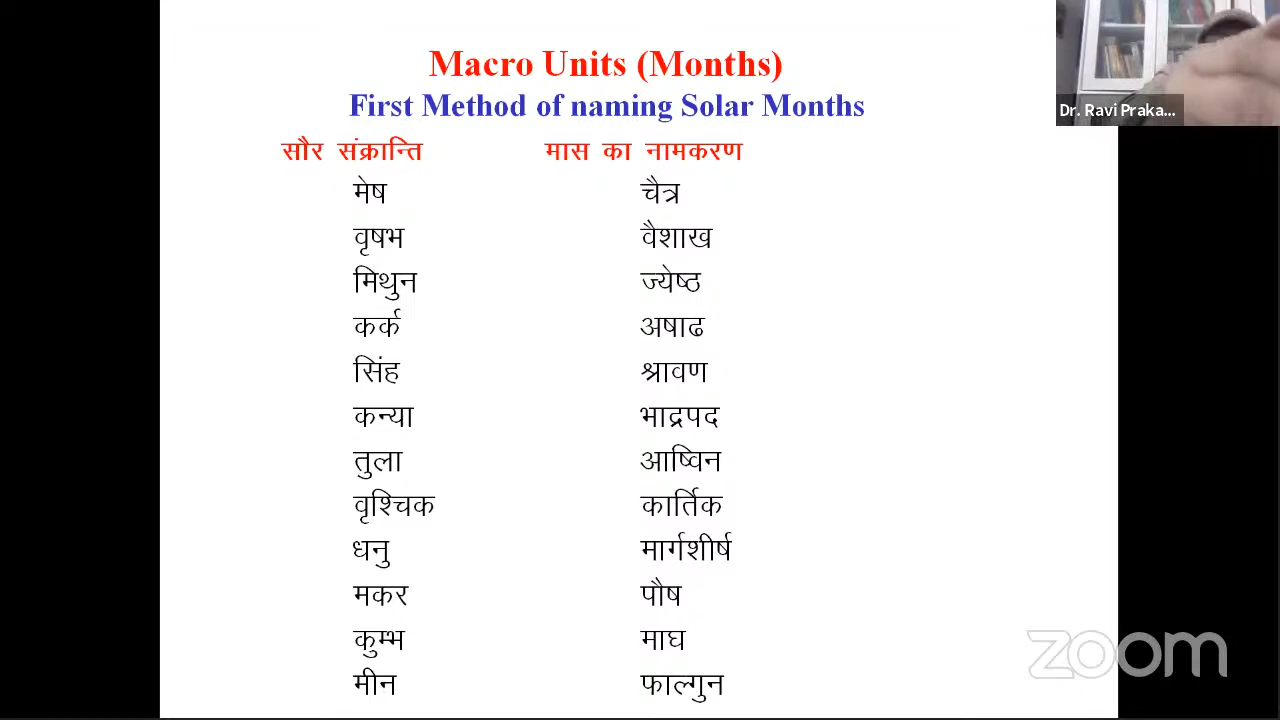 Macro Units (Months)
First Method of naming Solar Months
सौर संक्रान्ति मास का नामकरण
मेष चैत्र
वृषभ वैशाख
मिथुन ज्येष्ठ
कर्क अषाढ
सिंह श्रावण
कन्या भाद्रपद
तुला आष्विन
वृश्चिक कार्तिक
धनु मार्गशीर्ष
मकर पौष
कुम्भ माघ
मीन फाल्गुन
Dr. Ravi Praka...
zoom